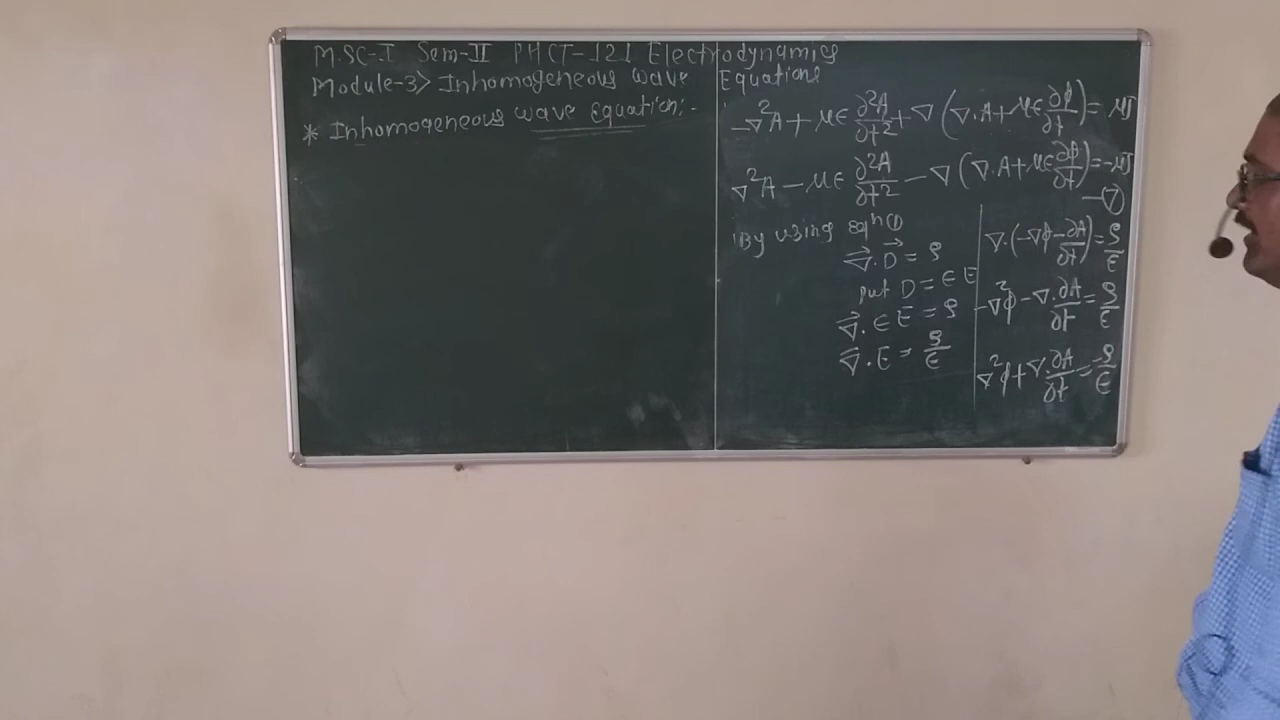 M.SC-I Sem-II PHCT-121 Electrodynamics
Module-3> Inhomogeneous wave Equations
* Inhomogeneous wave Equation:-
-∇²A + με ∂²A/∂t² + ∇(∇.A + με ∂φ/∂t) = μJ
∇²A - με ∂²A/∂t² - ∇(∇.A + με ∂φ/∂t) = -μJ
By using eqⁿ ①
∇.D = ρ
put D = ε E
∇.ε E = ρ
∇.E = ρ/ε
∇.(-∇φ - ∂A/∂t) = ρ/ε
-∇²φ - ∇.∂A/∂t = ρ/ε
∇²φ + ∇.∂A/∂t = -ρ/ε